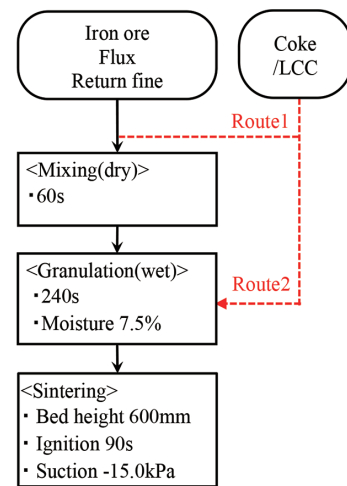 Iron ore
Flux
Return fine
Coke
/LCC
Route1
<Mixing(dry)>
・60s
<Granulation(wet)>
・240s
・Moisture 7.5%
Route2
<Sintering>
・Bed height 600mm
・Ignition 90s
・Suction -15.0kPa